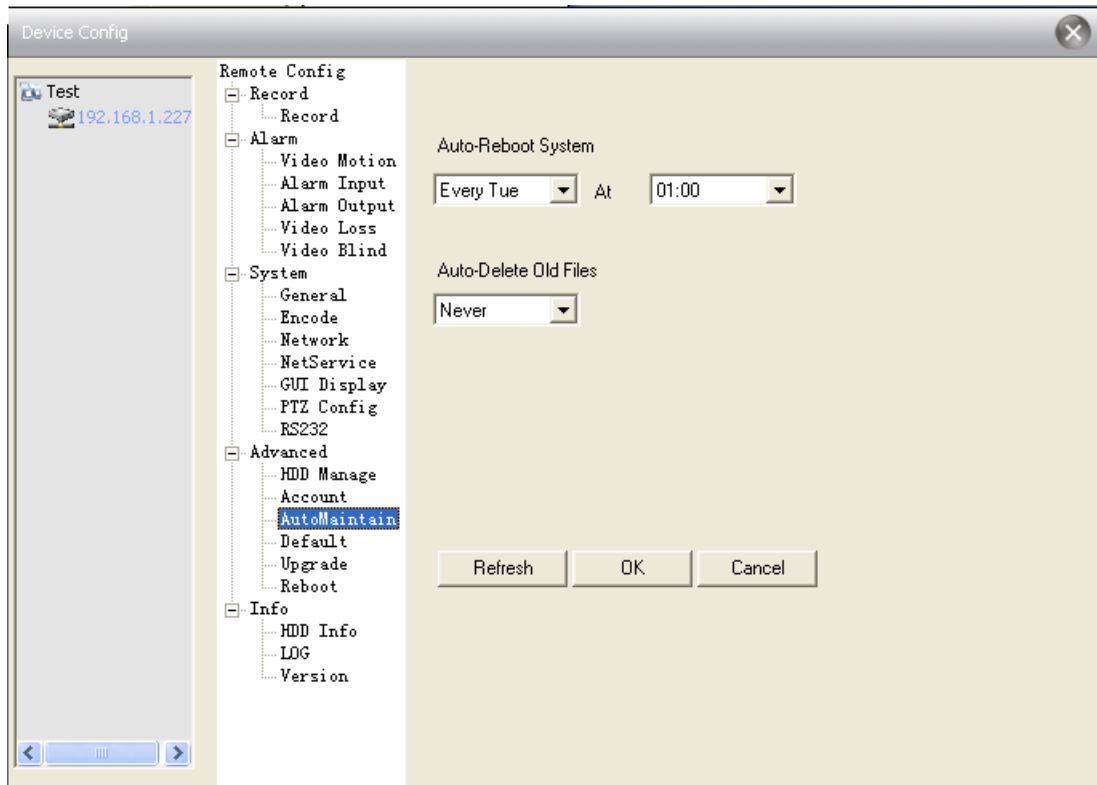 Device Config
Test
192.168.1.227
Remote Config
Record
Record
Alarm
Video Motion
Alarm Input
Alarm Output
Video Loss
Video Blind
System
General
Encode
Network
NetService
GUI Display
PTZ Config
RS232
Advanced
HDD Manage
Account
AutoMaintain
Default
Upgrade
Reboot
Info
HDD Info
LOG
Version
Auto-Reboot System
Every Tue At 01:00
Auto-Delete Old Files
Never
Refresh OK Cancel